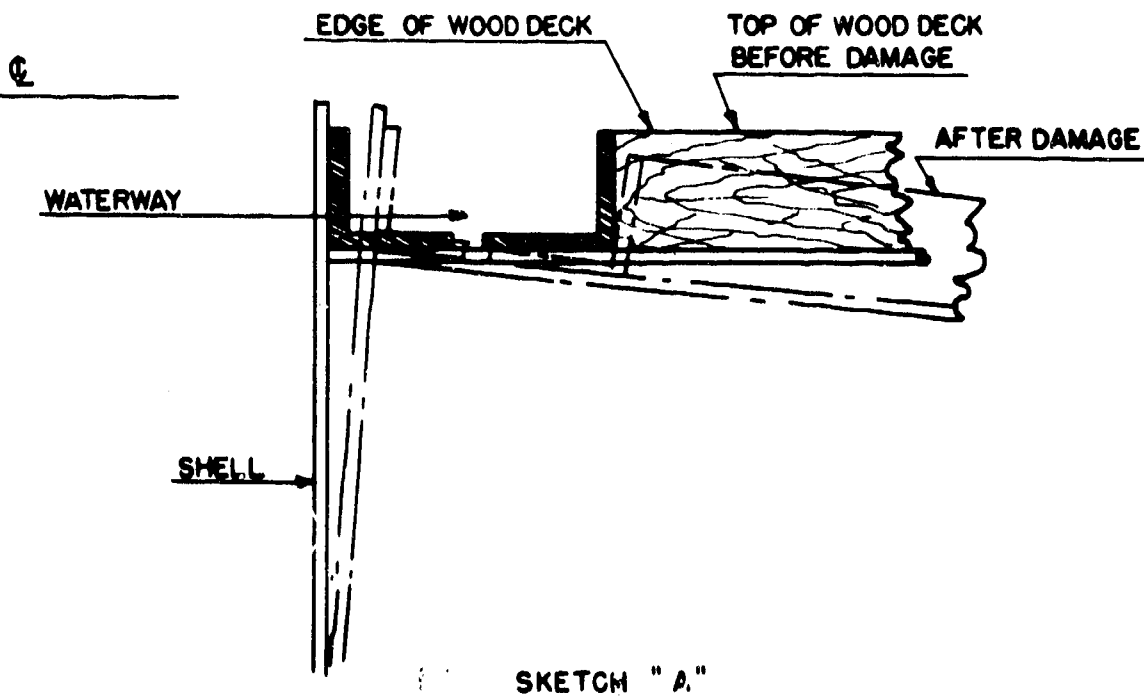 EDGE OF WOOD DECK
TOP OF WOOD DECK
BEFORE DAMAGE
℄
AFTER DAMAGE
WATERWAY
SHELL
SKETCH "A"